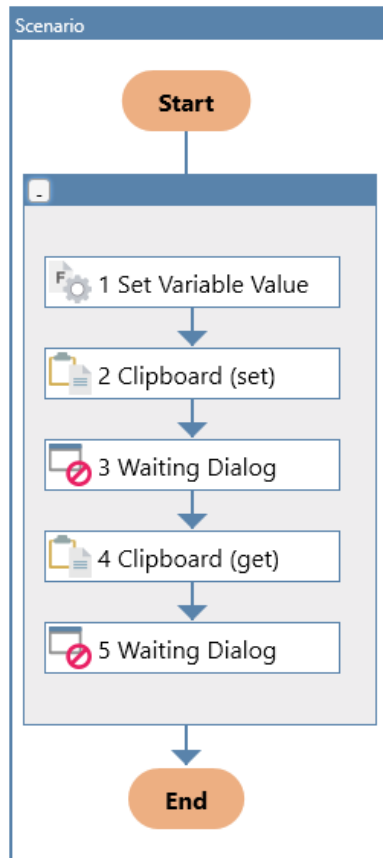 Scenario
Start
-
1 Set Variable Value
2 Clipboard (set)
3 Waiting Dialog
4 Clipboard (get)
5 Waiting Dialog
End